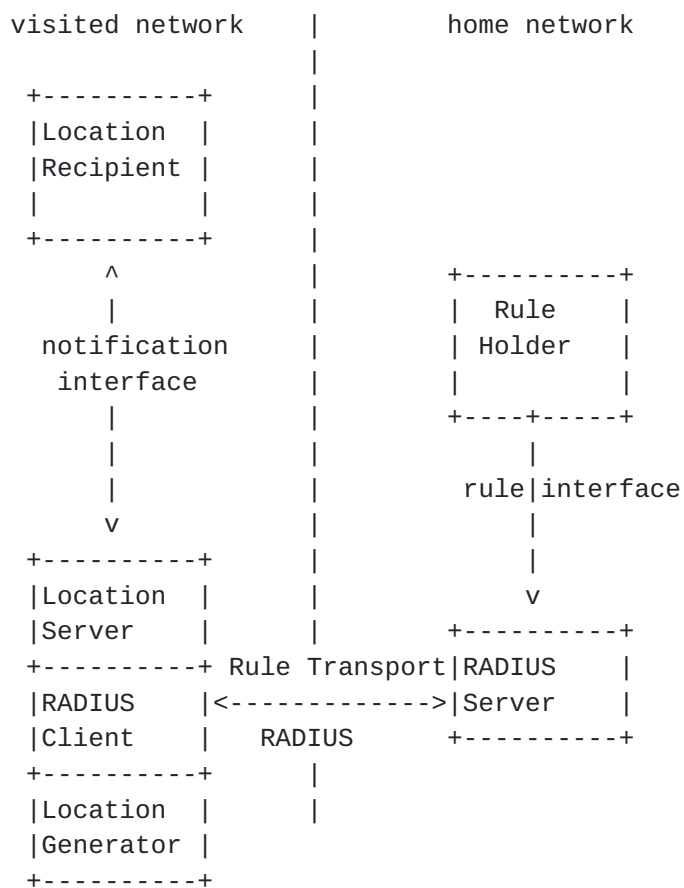 visited network    |        home network
                   |
 +----------+      |
 |Location  |      |
 |Recipient |      |
 |          |      |
 +----------+      |
      ^            |        +----------+
      |            |        |  Rule    |
  notification     |        | Holder   |
   interface       |        |          |
      |            |        +----+-----+
      |            |             |
      |            |         rule|interface
      v            |             |
 +----------+      |             |
 |Location  |      |             v
 |Server    |      |        +----------+
 +----------+ Rule Transport|RADIUS    |
 |RADIUS    |<------------->|Server    |
 |Client    |   RADIUS      +----------+
 +----------+      |
 |Location  |      |
 |Generator |
 +----------+